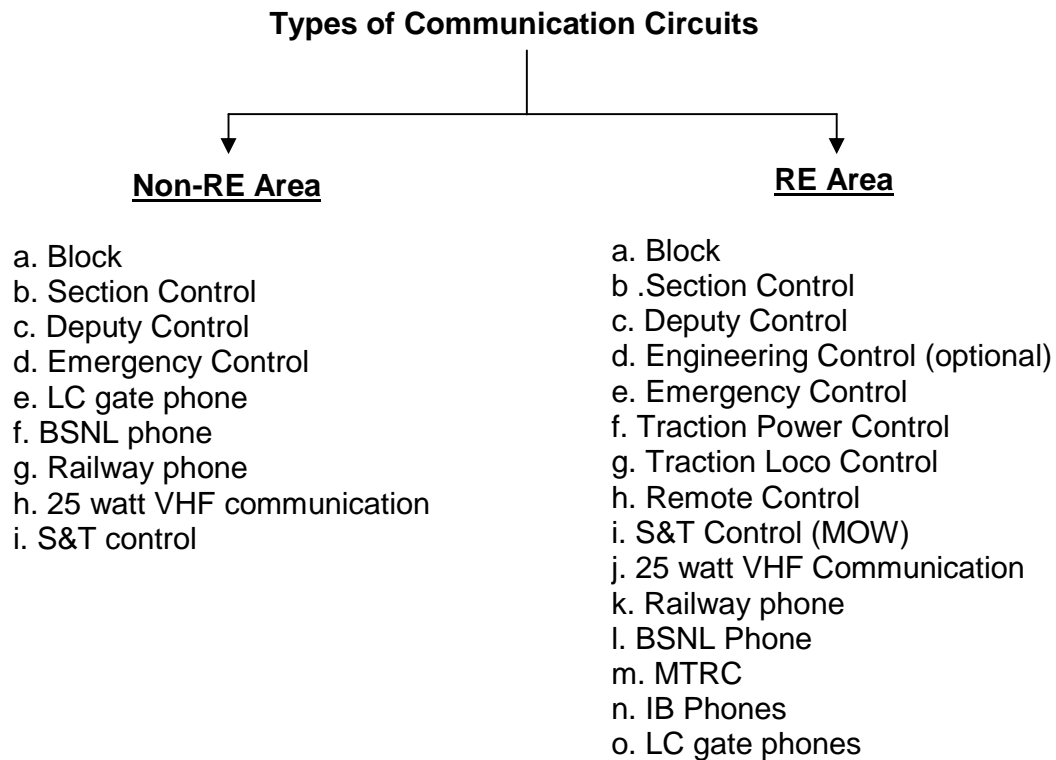 Types of Communication Circuits
Non-RE Area
a. Block
b. Section Control
c. Deputy Control
d. Emergency Control
e. LC gate phone
f. BSNL phone
g. Railway phone
h. 25 watt VHF communication
i. S&T control
RE Area
a. Block
b .Section Control
c. Deputy Control
d. Engineering Control (optional)
e. Emergency Control
f. Traction Power Control
g. Traction Loco Control
h. Remote Control
i. S&T Control (MOW)
j. 25 watt VHF Communication
k. Railway phone
l. BSNL Phone
m. MTRC
n. IB Phones
o. LC gate phones